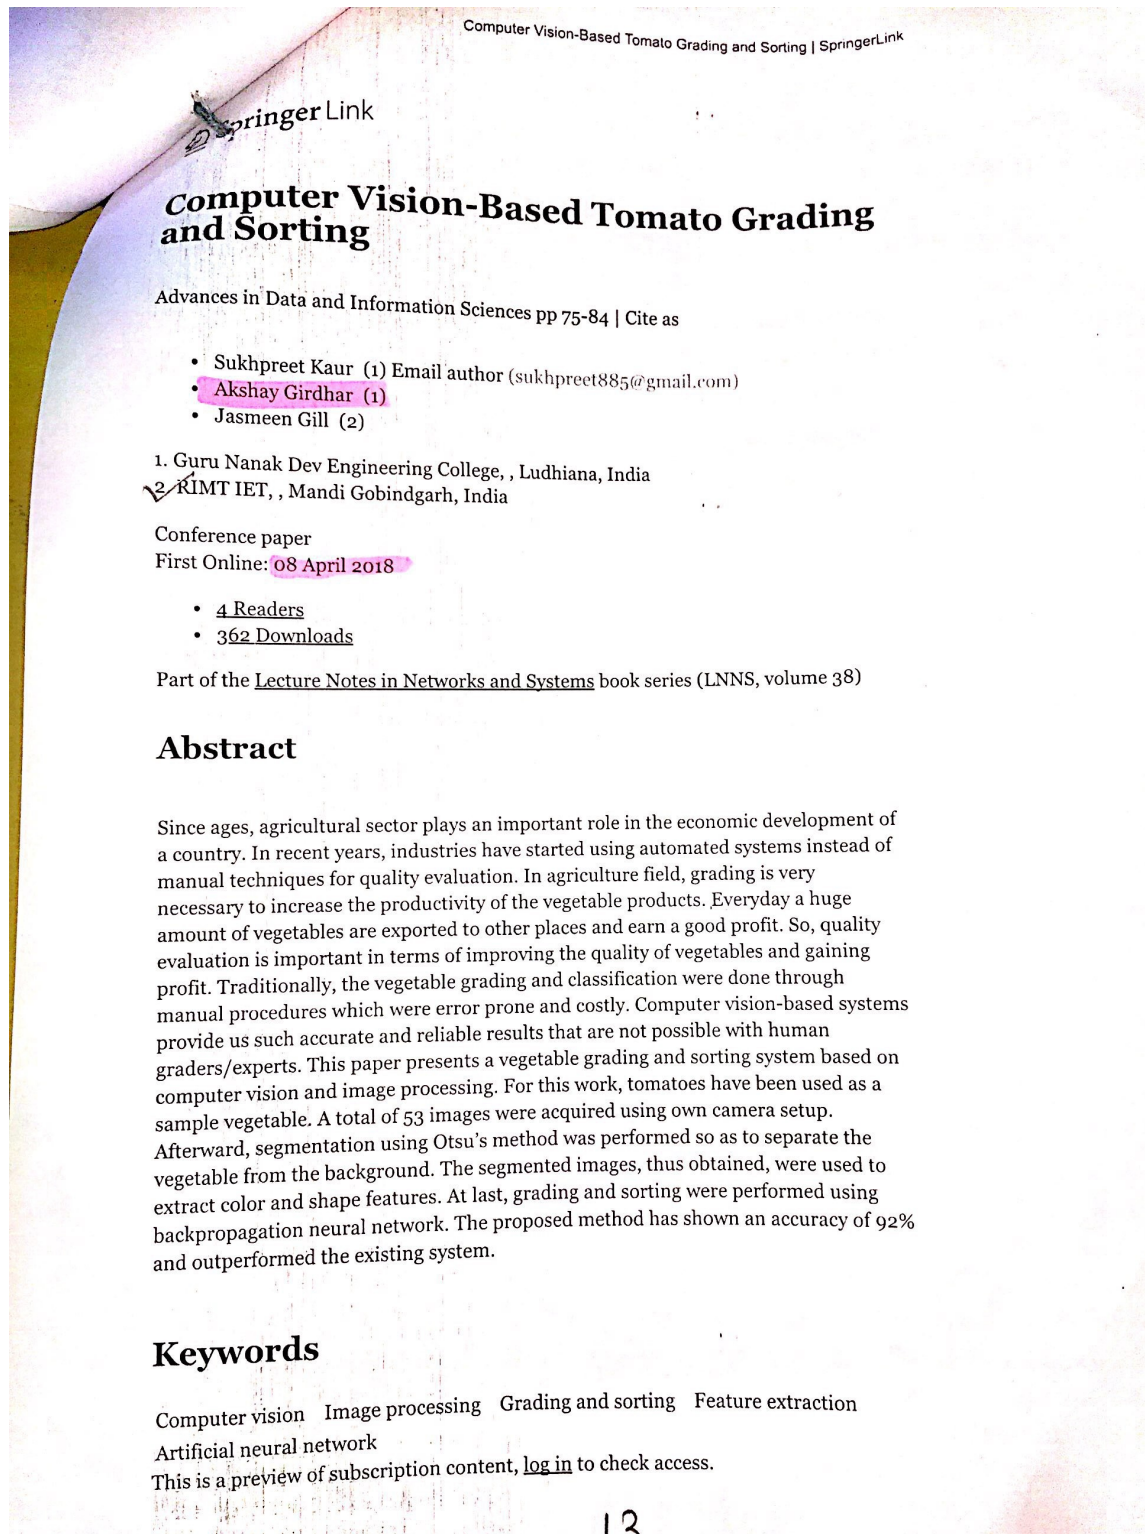 Computer Vision-Based Tomato Grading and Sorting | SpringerLink
Springer Link
Computer Vision-Based Tomato Grading
and Sorting
Advances in Data and Information Sciences pp 75-84 | Cite as
• Sukhpreet Kaur (1) Email author (sukhpreet885@gmail.com)
• Akshay Girdhar (1)
• Jasmeen Gill (2)
1. Guru Nanak Dev Engineering College, , Ludhiana, India
2. RIMT IET, , Mandi Gobindgarh, India
Conference paper
First Online: 08 April 2018
• 4 Readers
• 362 Downloads
Part of the Lecture Notes in Networks and Systems book series (LNNS, volume 38)
Abstract
Since ages, agricultural sector plays an important role in the economic development of
a country. In recent years, industries have started using automated systems instead of
manual techniques for quality evaluation. In agriculture field, grading is very
necessary to increase the productivity of the vegetable products. Everyday a huge
amount of vegetables are exported to other places and earn a good profit. So, quality
evaluation is important in terms of improving the quality of vegetables and gaining
profit. Traditionally, the vegetable grading and classification were done through
manual procedures which were error prone and costly. Computer vision-based systems
provide us such accurate and reliable results that are not possible with human
graders/experts. This paper presents a vegetable grading and sorting system based on
computer vision and image processing. For this work, tomatoes have been used as a
sample vegetable. A total of 53 images were acquired using own camera setup.
Afterward, segmentation using Otsu's method was performed so as to separate the
vegetable from the background. The segmented images, thus obtained, were used to
extract color and shape features. At last, grading and sorting were performed using
backpropagation neural network. The proposed method has shown an accuracy of 92%
and outperformed the existing system.
Keywords
Computer vision Image processing Grading and sorting Feature extraction
Artificial neural network
This is a preview of subscription content, log in to check access.
13